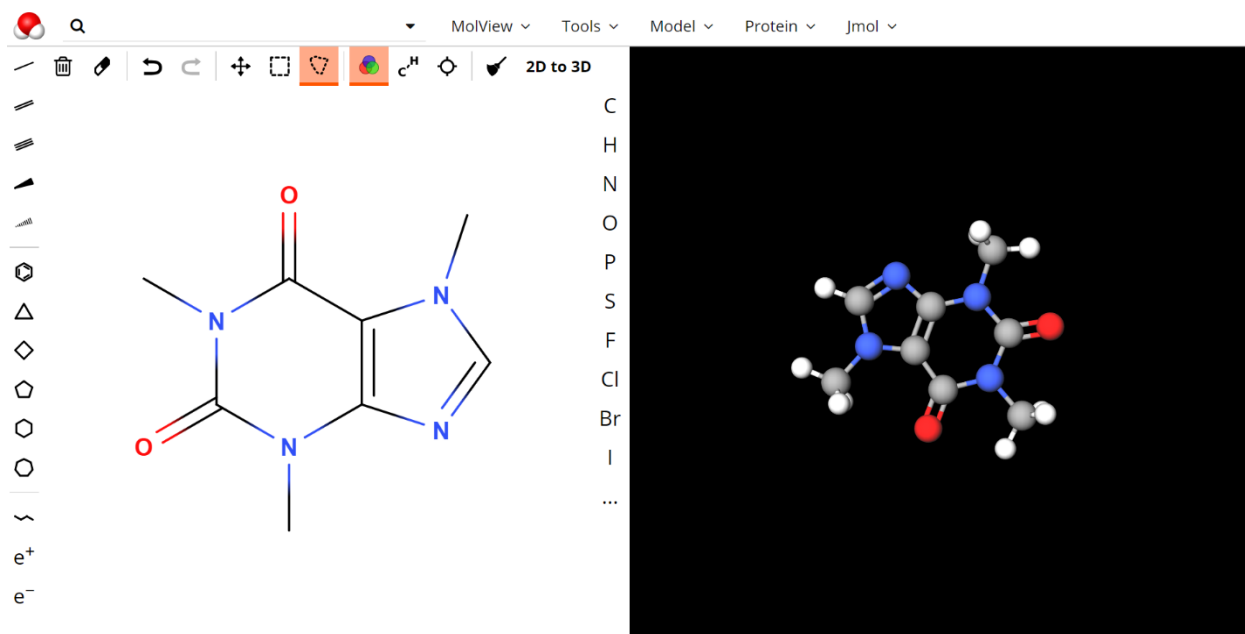 MolView Tools Model Protein Jmol
C H 2D to 3D
C
H
N
O
P
S
F
Cl
Br
I
...
e+
e−
O
N
N
O
N
N